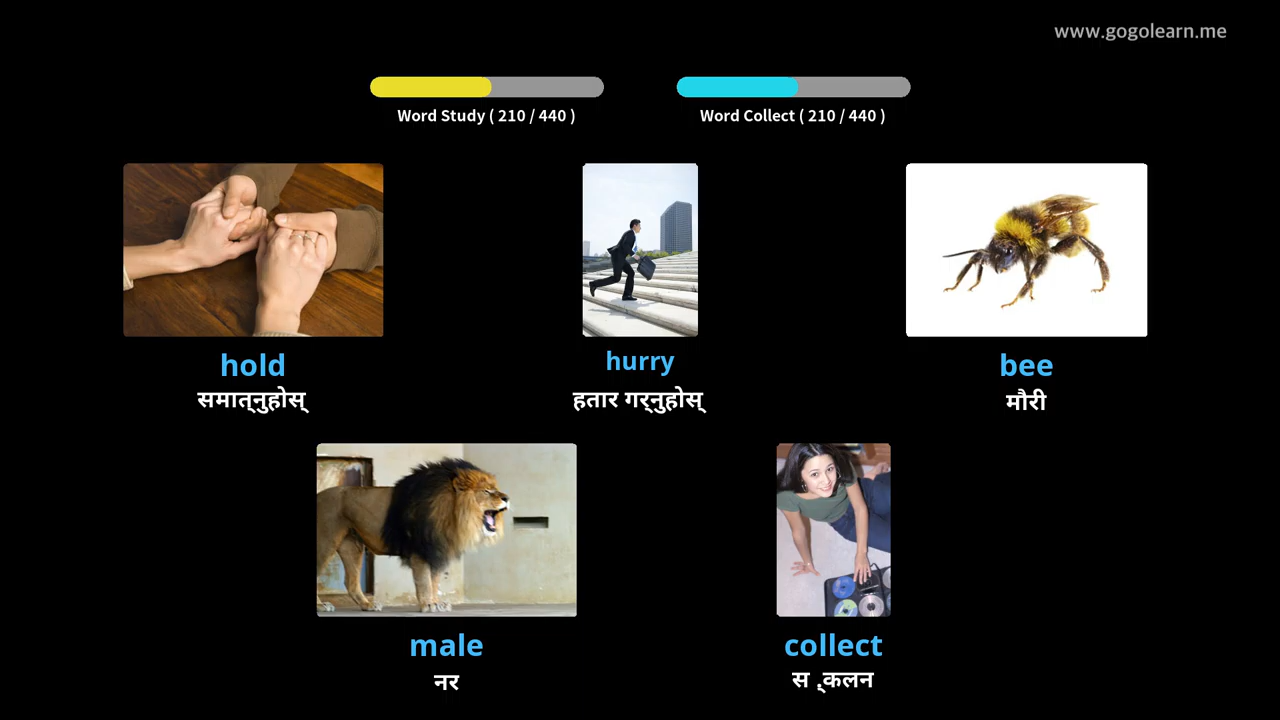 www.gogolearn.me
Word Study ( 210 / 440 )
Word Collect ( 210 / 440 )
hold
समात्नुहोस्
hurry
हतार गर्नुहोस्
bee
मौरी
male
नर
collect
स ्कलन